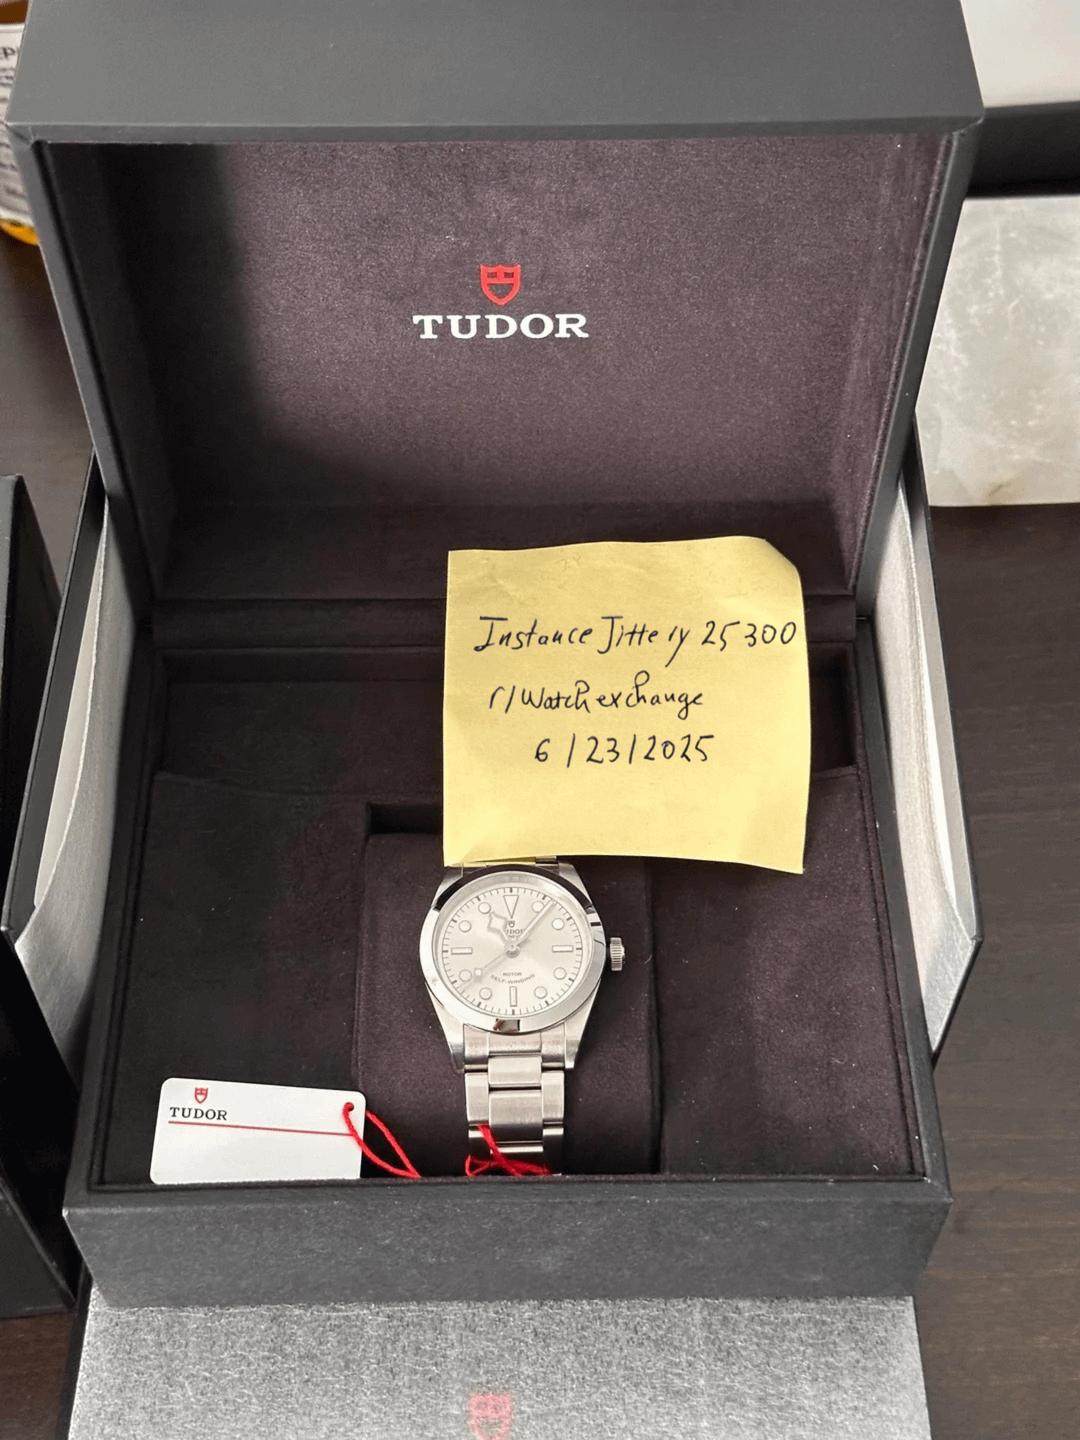 TUDOR
Instance Jittery 25300
r/Watchexchange
6/23/2025
TUDOR
ROTOR
SELF-WINDING
TUDOR